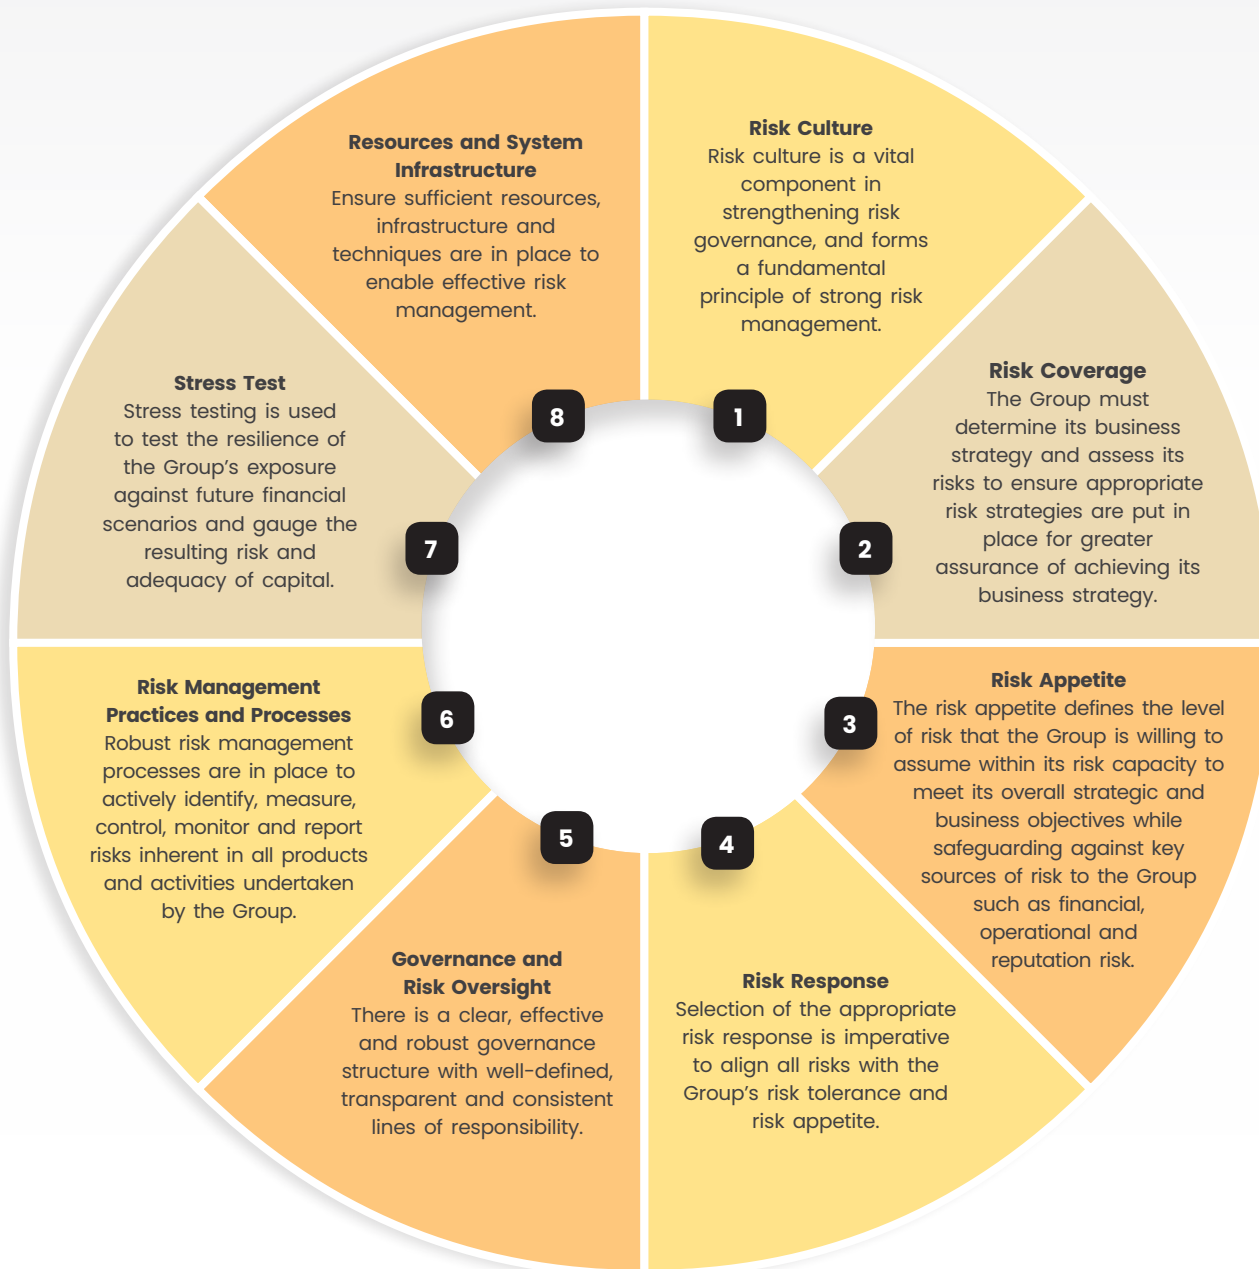 1
Risk Culture
Risk culture is a vital
component in
strengthening risk
governance, and forms
a fundamental
principle of strong risk
management.
2
Risk Coverage
The Group must
determine its business
strategy and assess its
risks to ensure appropriate
risk strategies are put in
place for greater
assurance of achieving its
business strategy.
3
Risk Appetite
The risk appetite defines the level
of risk that the Group is willing to
assume within its risk capacity to
meet its overall strategic and
business objectives while
safeguarding against key
sources of risk to the Group
such as financial,
operational and
reputation risk.
4
Risk Response
Selection of the appropriate
risk response is imperative
to align all risks with the
Group’s risk tolerance and
risk appetite.
5
Governance and
Risk Oversight
There is a clear, effective
and robust governance
structure with well-defined,
transparent and consistent
lines of responsibility.
6
Risk Management
Practices and Processes
Robust risk management
processes are in place to
actively identify, measure,
control, monitor and report
risks inherent in all products
and activities undertaken
by the Group.
7
Stress Test
Stress testing is used
to test the resilience of
the Group’s exposure
against future financial
scenarios and gauge the
resulting risk and
adequacy of capital.
8
Resources and System
Infrastructure
Ensure sufficient resources,
infrastructure and
techniques are in place to
enable effective risk
management.